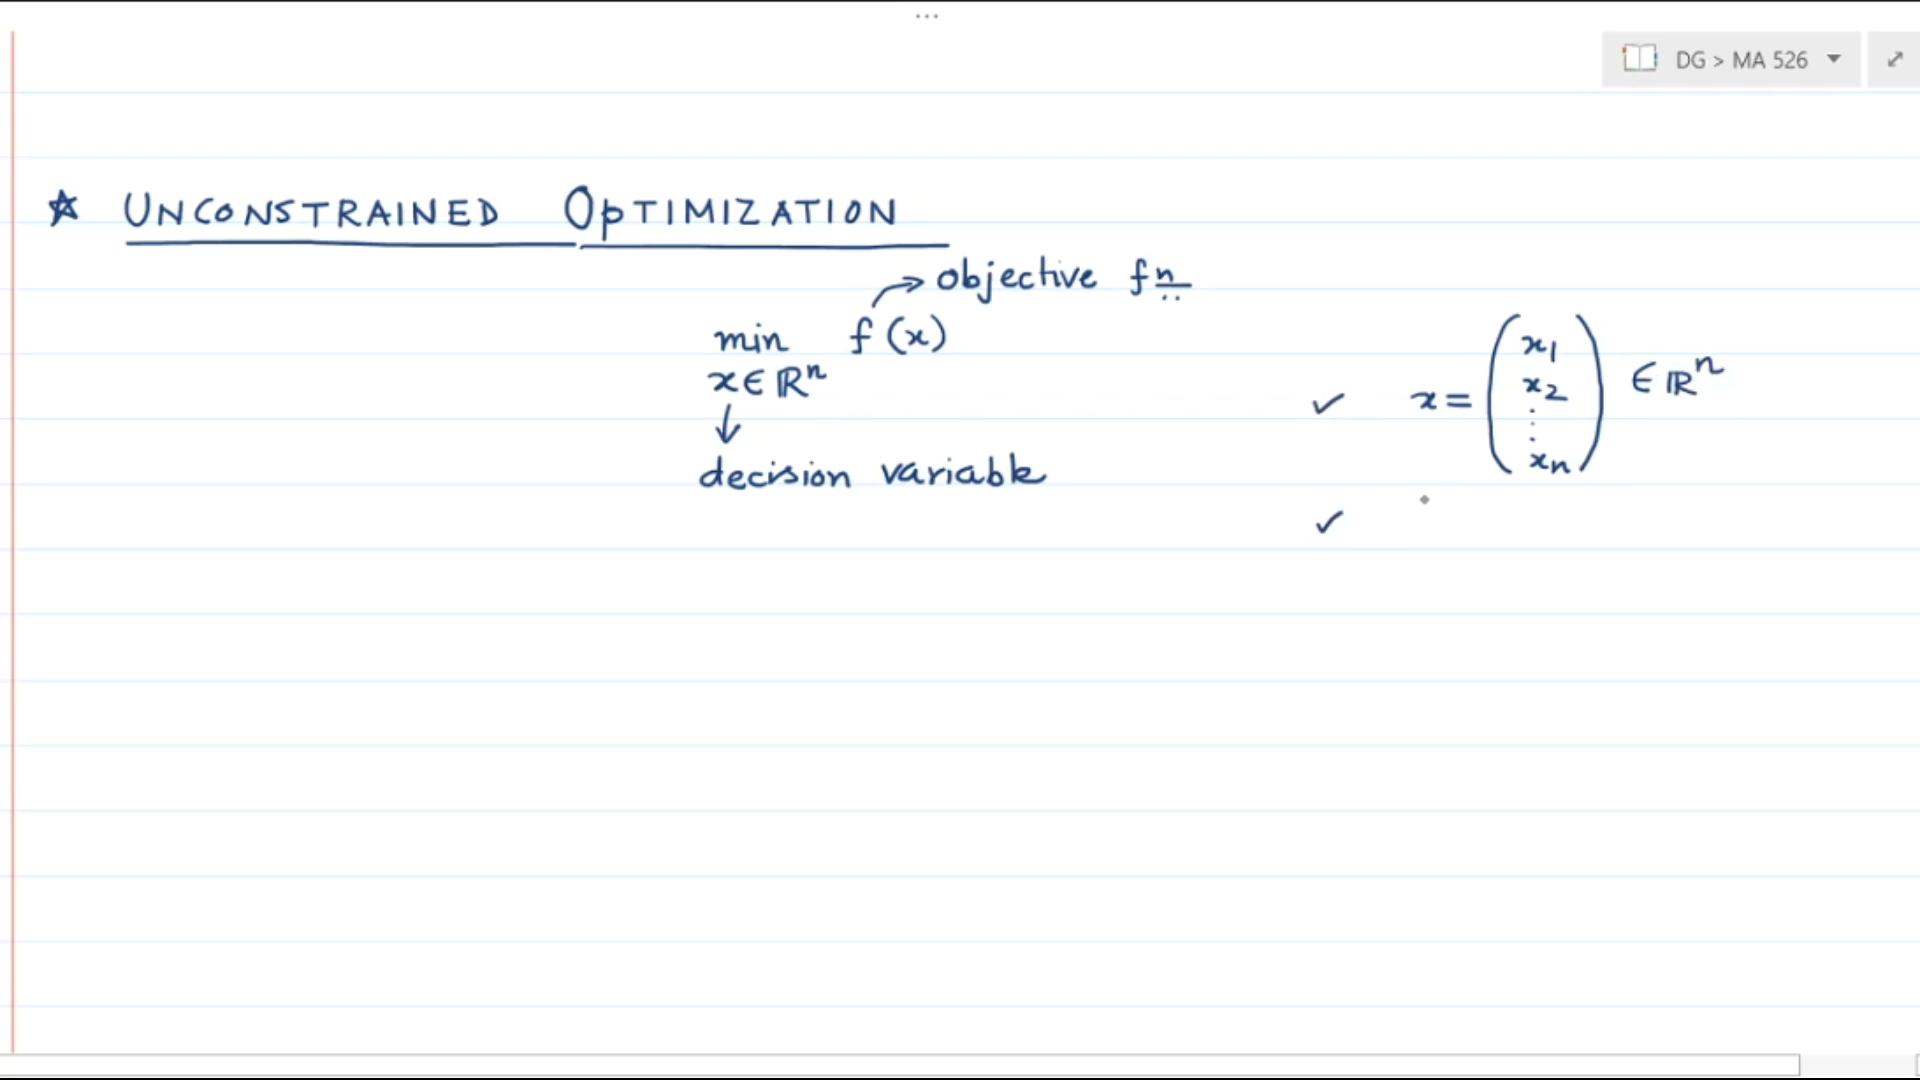 ...
DG > MA 526
☆ UNCONSTRAINED OPTIMIZATION
→ objective fn
min f(x)
x∈ℝⁿ
↓
decision variable
✓ x = (x₁ x₂ ⋮ xₙ) ∈ ℝⁿ
✓